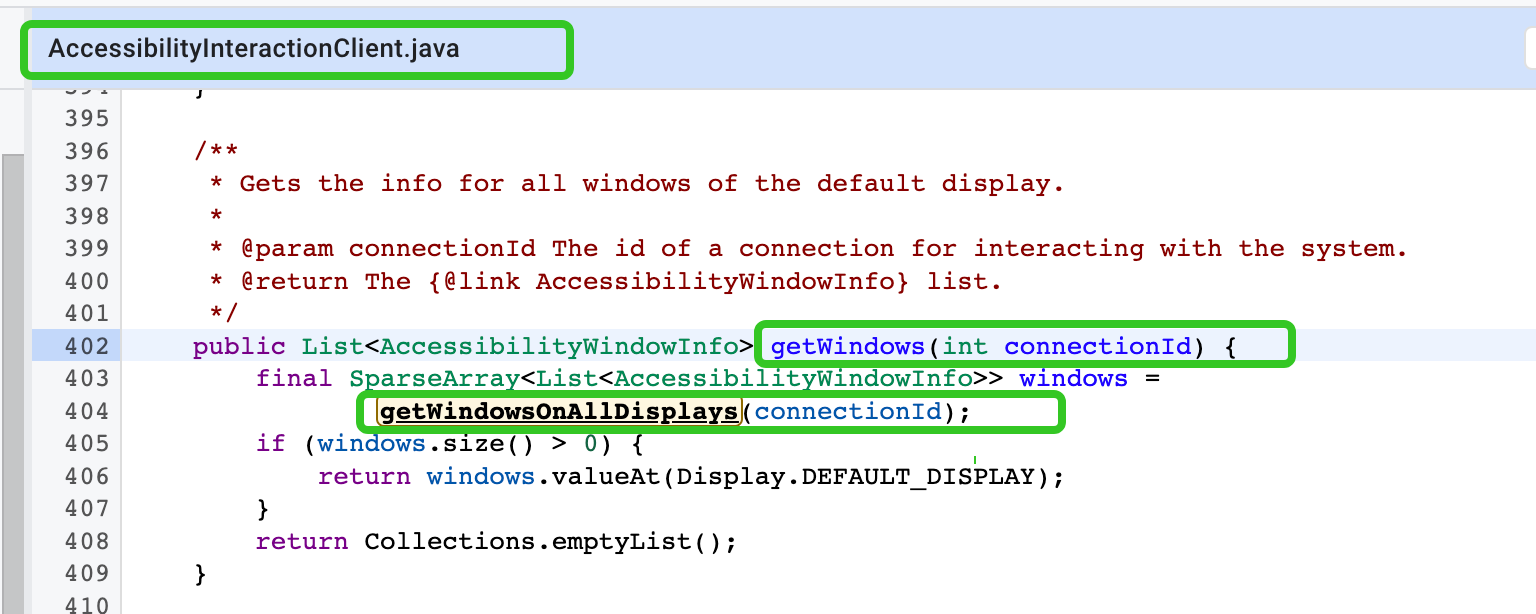 AccessibilityInteractionClient.java
394 }
395
396 /**
397 * Gets the info for all windows of the default display.
398 *
399 * @param connectionId The id of a connection for interacting with the system.
400 * @return The {@link AccessibilityWindowInfo} list.
401 */
402 public List<AccessibilityWindowInfo> getWindows(int connectionId) {
403 final SparseArray<List<AccessibilityWindowInfo>> windows =
404 getWindowsOnAllDisplays(connectionId);
405 if (windows.size() > 0) {
406 return windows.valueAt(Display.DEFAULT_DISPLAY);
407 }
408 return Collections.emptyList();
409 }
410